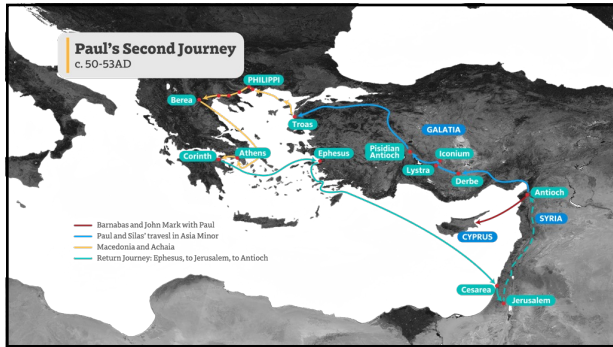 Paul's Second Journey
c. 50-53AD
PHILIPPI
Berea
Troas
GALATIA
Corinth
Athens
Ephesus
Pisidian
Antioch
Iconium
Lystra
Derbe
Antioch
SYRIA
CYPRUS
Barnabas and John Mark with Paul
Paul and Silas' travesl in Asia Minor
Macedonia and Achaia
Return Journey: Ephesus, to Jerusalem, to Antioch
Cesarea
Jerusalem